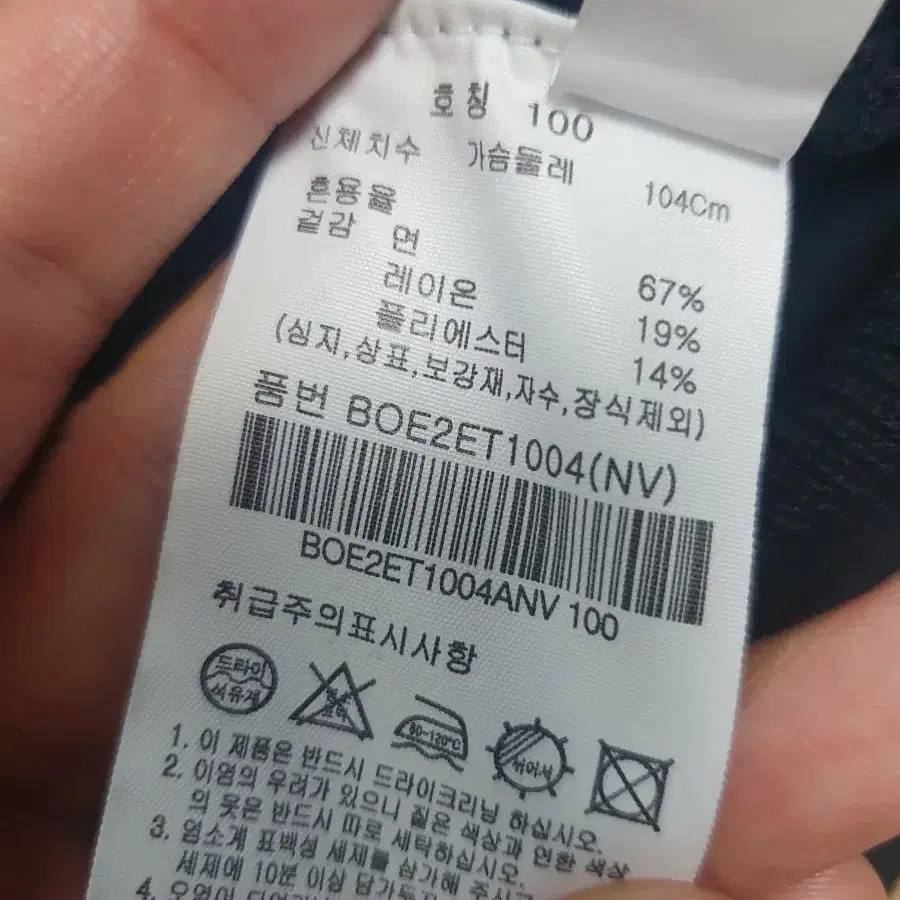 호칭 100
신체치수 가슴둘레 104Cm
혼용율
겉감 면 67%
레이온 19%
폴리에스터 14%
(심지,상표,보강재,자수,장식제외)
품번 BOE2ET1004(NV)
BOE2ET1004ANV 100
취급주의표시사항
드라이
석유계
80-120℃
뉘어서
1. 이 제품은 반드시 드라이크리닝 하십시오.
2. 이염의 우려가 있으니 짙은 색상과 연한 색상
의 옷은 반드시 따로 세탁하십시오.
3. 염소계 표백성 세제를 삼가해 주시고
세제에 10분 이상 담가두지
4.